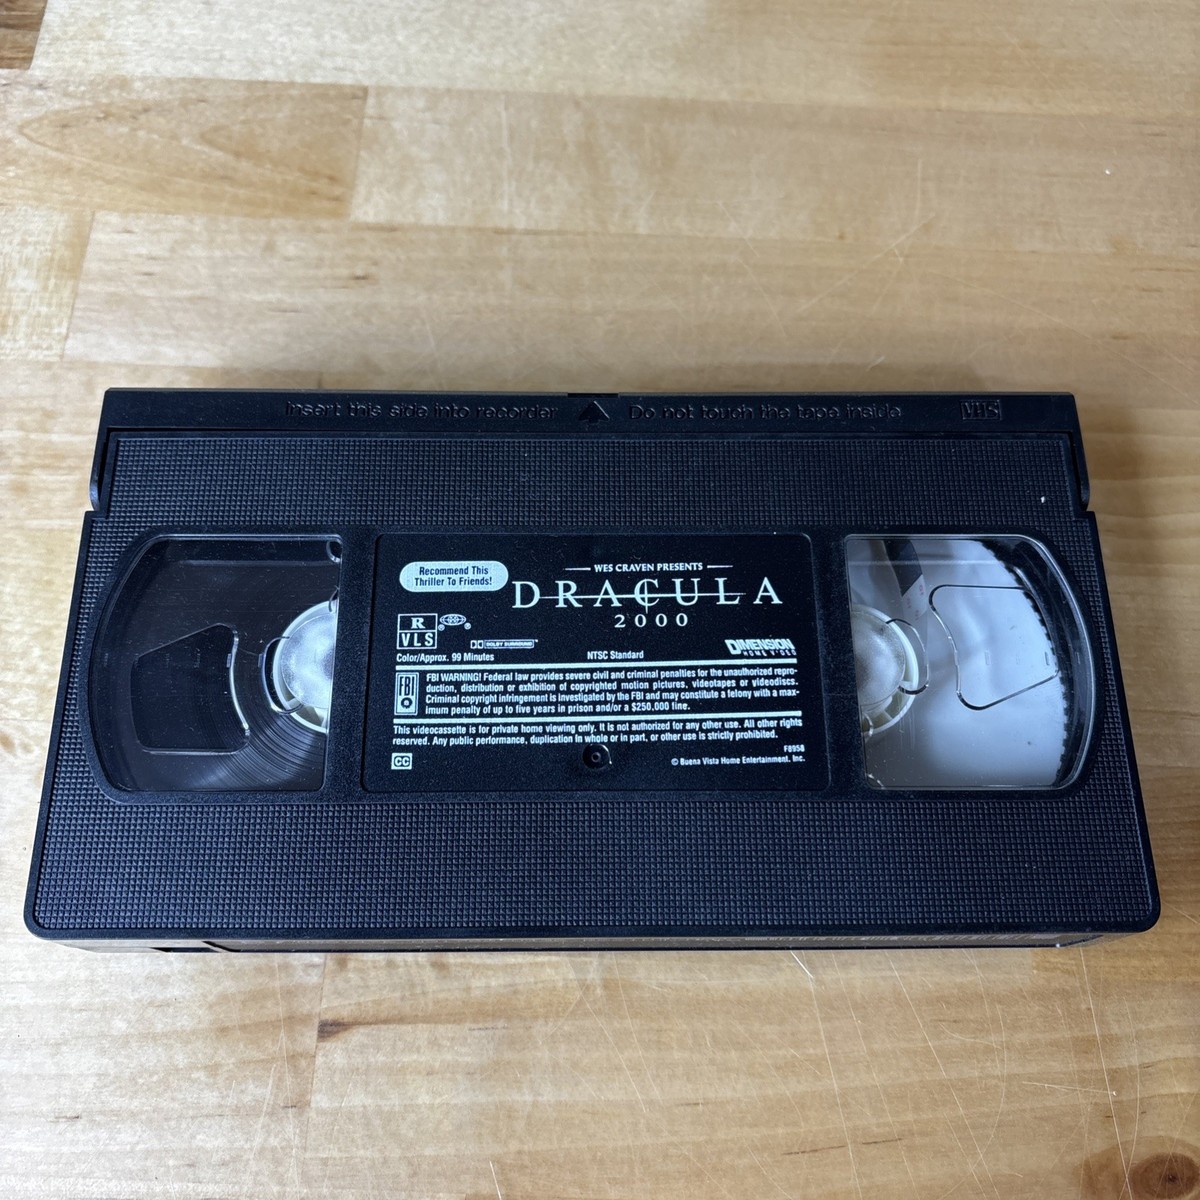 Insert this side into recorder Do not touch the tape inside VHS
Recommend This
Thriller To Friends!
WES CRAVEN PRESENTS
DRACULA
2000
R
VLS
DOLBY SURROUND
DIMENSION
HOME VIDEO
Color/Approx. 99 Minutes NTSC Standard
FBI
FBI WARNING! Federal law provides severe civil and criminal penalties for the unauthorized repro-
duction, distribution or exhibition of copyrighted motion pictures, videotapes or videodiscs.
Criminal copyright infringement is investigated by the FBI and may constitute a felony with a max-
imum penalty of up to five years in prison and/or a $250,000 fine.
This videocassette is for private home viewing only. It is not authorized for any other use. All other rights
reserved. Any public performance, duplication in whole or in part, or other use is strictly prohibited.
F8958
CC
© Buena Vista Home Entertainment, Inc.